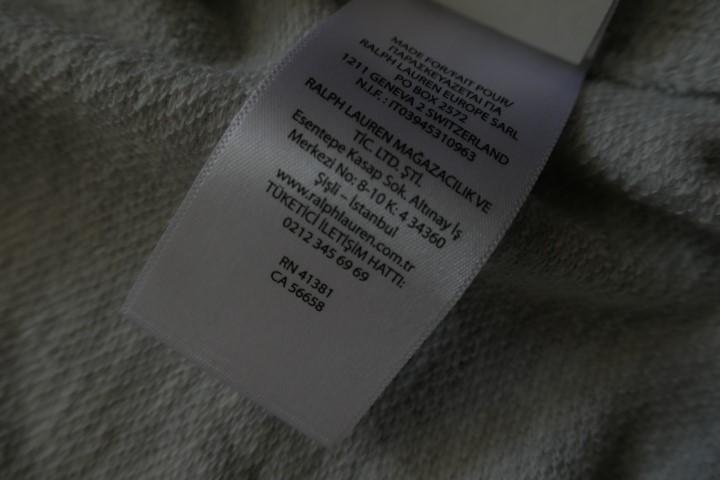 MADE FOR/FAIT POUR/
ΠΑΡΑΣΚΕΥΑΖΕΤΑΙ ΓΙΑ
RALPH LAUREN EUROPE SARL
PO BOX 2572
1211 GENEVA 2 SWITZERLAND
N.I.F. : IT03945310963
RALPH LAUREN MAGAZACILIK VE
TİC. LTD. ŞTİ.
Esentepe Kasap Sok. Altınay İş
Merkezi No: 8-10 K: 4 34360
Şişli – İstanbul
www.ralphlauren.com.tr
TÜKETİCİ İLETİŞİM HATTI:
0212 345 69 69
RN 41381
CA 56658